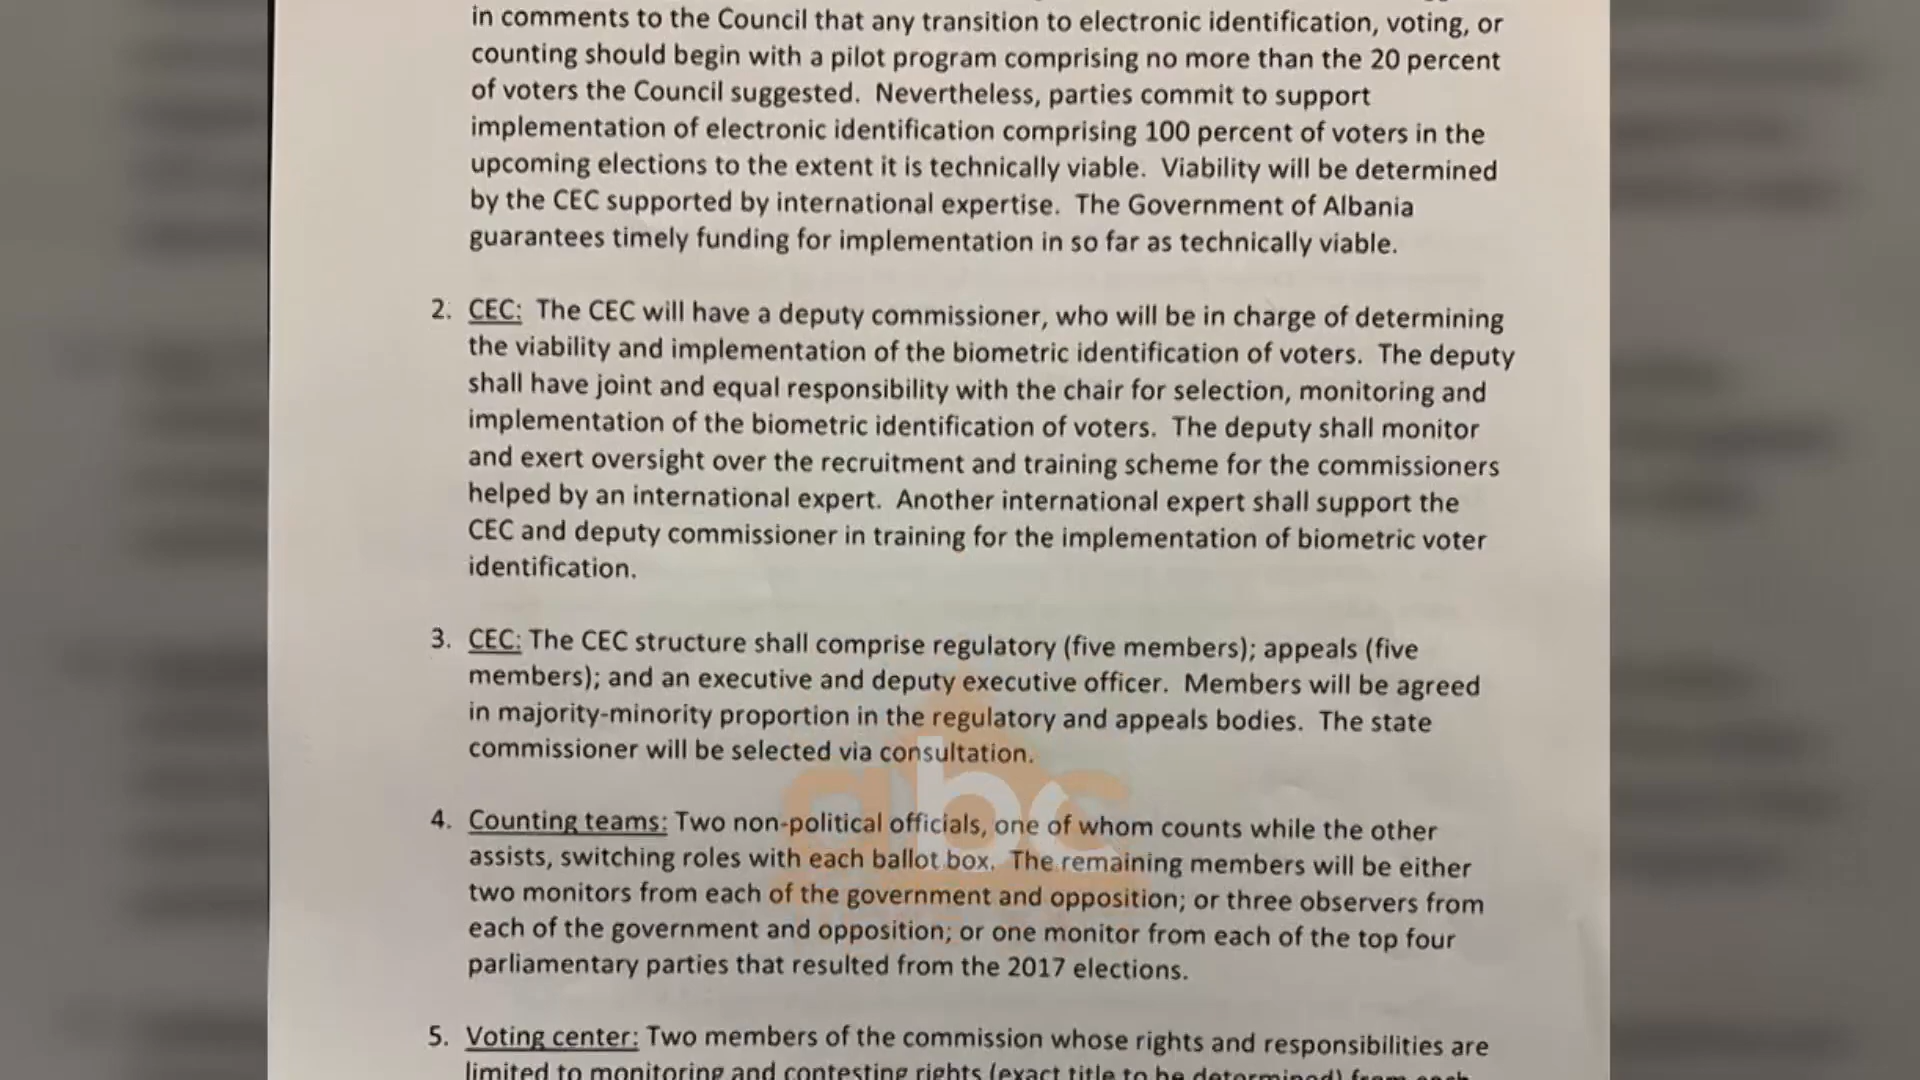 in comments to the Council that any transition to electronic identification, voting, or
counting should begin with a pilot program comprising no more than the 20 percent
of voters the Council suggested. Nevertheless, parties commit to support
implementation of electronic identification comprising 100 percent of voters in the
upcoming elections to the extent it is technically viable. Viability will be determined
by the CEC supported by international expertise. The Government of Albania
guarantees timely funding for implementation in so far as technically viable.
2. CEC: The CEC will have a deputy commissioner, who will be in charge of determining
the viability and implementation of the biometric identification of voters. The deputy
shall have joint and equal responsibility with the chair for selection, monitoring and
implementation of the biometric identification of voters. The deputy shall monitor
and exert oversight over the recruitment and training scheme for the commissioners
helped by an international expert. Another international expert shall support the
CEC and deputy commissioner in training for the implementation of biometric voter
identification.
3. CEC: The CEC structure shall comprise regulatory (five members); appeals (five
members); and an executive and deputy executive officer. Members will be agreed
in majority-minority proportion in the regulatory and appeals bodies. The state
commissioner will be selected via consultation.
abc
4. Counting teams: Two non-political officials, one of whom counts while the other
assists, switching roles with each ballot box. The remaining members will be either
two monitors from each of the government and opposition; or three observers from
each of the government and opposition; or one monitor from each of the top four
parliamentary parties that resulted from the 2017 elections.
5. Voting center: Two members of the commission whose rights and responsibilities are
limited to monitoring and contesting rights (exact title to be determined) from each